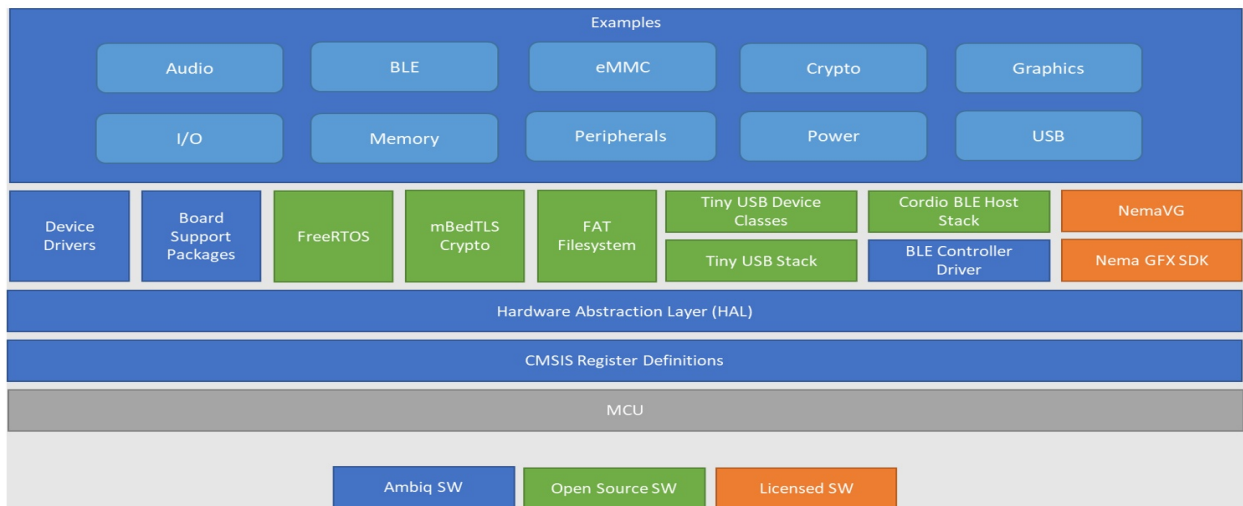 Examples
Audio
BLE
eMMC
Crypto
Graphics
I/O
Memory
Peripherals
Power
USB
Device
Drivers
Board
Support
Packages
FreeRTOS
mBedTLS
Crypto
FAT
Filesystem
Tiny USB Device
Classes
Tiny USB Stack
Cordio BLE Host
Stack
BLE Controller
Driver
NemaVG
Nema GFX SDK
Hardware Abstraction Layer (HAL)
CMSIS Register Definitions
MCU
Ambiq SW
Open Source SW
Licensed SW